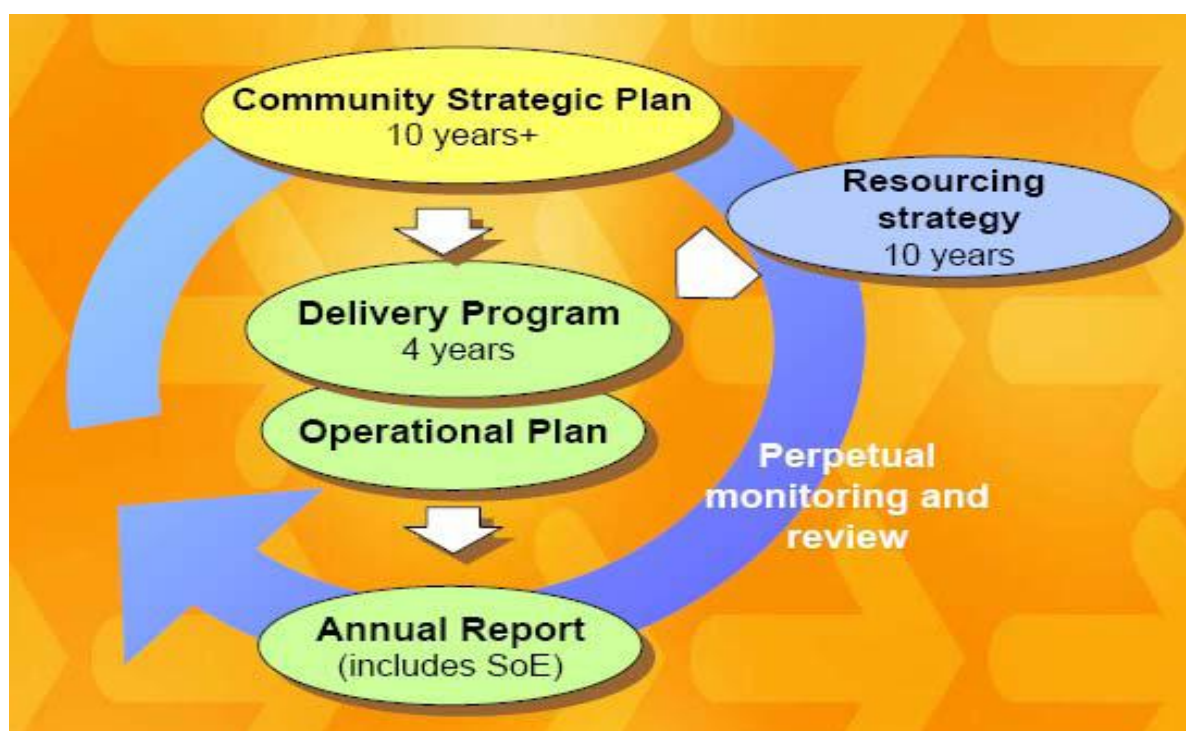 Community Strategic Plan
10 years+
Resourcing
strategy
10 years
Delivery Program
4 years
Operational Plan
Perpetual
monitoring and
review
Annual Report
(includes SoE)